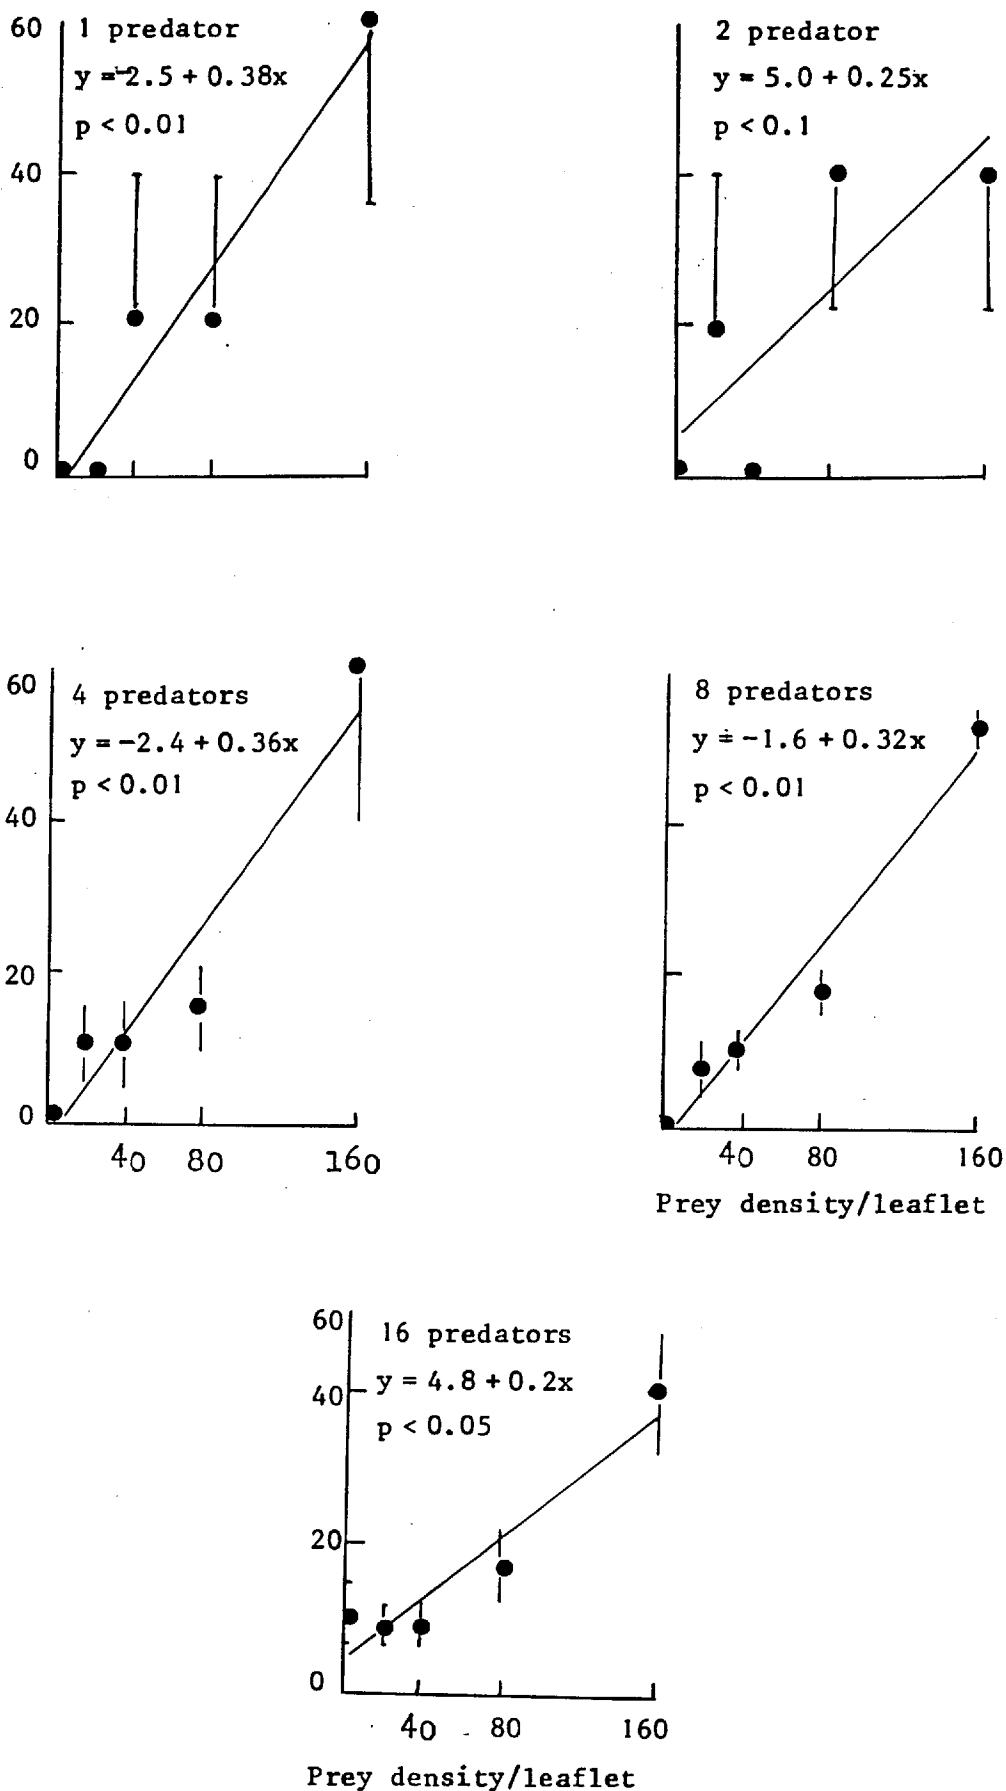 60
1 predator
y = -2.5 + 0.38x
p < 0.01
40
20
0
2 predator
y = 5.0 + 0.25x
p < 0.1
60
4 predators
y = -2.4 + 0.36x
p < 0.01
40
20
0
40 80 160
8 predators
y = -1.6 + 0.32x
p < 0.01
40 80 160
Prey density/leaflet
60
16 predators
y = 4.8 + 0.2x
40
p < 0.05
20
0
40 80 160
Prey density/leaflet